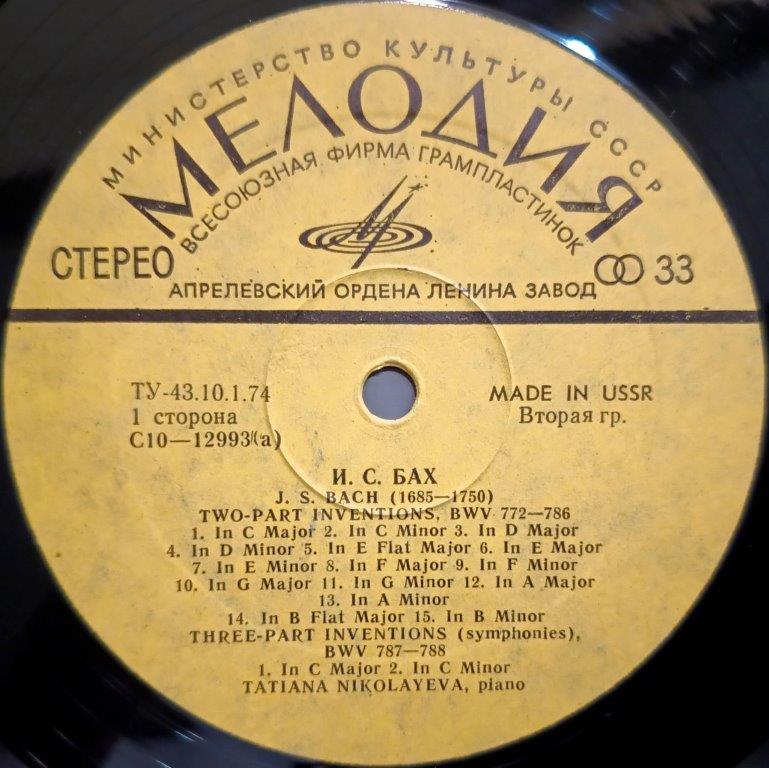 МИНИСТЕРСТВО КУЛЬТУРЫ СССР
МЕЛОДИЯ
ВСЕСОЮЗНАЯ ФИРМА ГРАМПЛАСТИНОК
СТЕРЕО
33
АПРЕЛЕВСКИЙ ОРДЕНА ЛЕНИНА ЗАВОД
ТУ-43.10.1.74
1 сторона
С10—12993(а)
MADE IN USSR
Вторая гр.
И. С. БАХ
J. S. BACH (1685—1750)
TWO-PART INVENTIONS, BWV 772—786
1. In C Major 2. In C Minor 3. In D Major
4. In D Minor 5. In E Flat Major 6. In E Major
7. In E Minor 8. In F Major 9. In F Minor
10. In G Major 11. In G Minor 12. In A Major
13. In A Minor
14. In B Flat Major 15. In B Minor
THREE-PART INVENTIONS (symphonies),
BWV 787—788
1. In C Major 2. In C Minor
TATIANA NIKOLAYEVA, piano